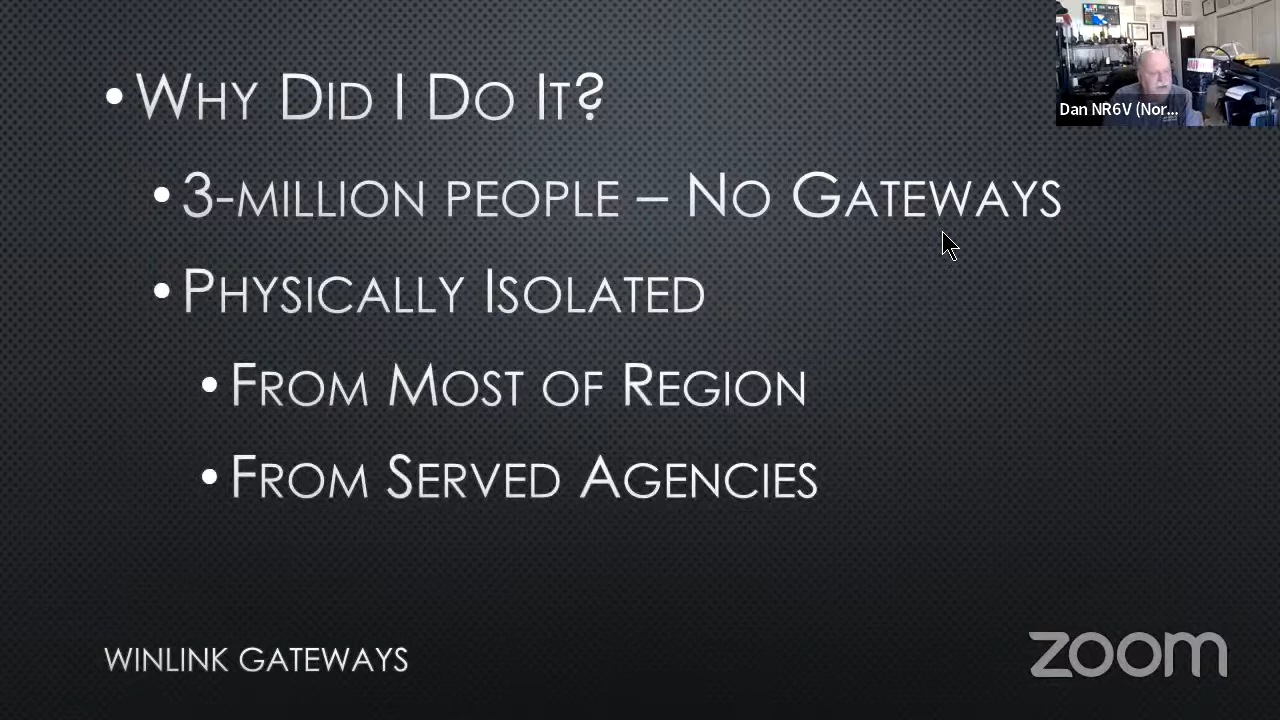 Why Did I Do It?
3-million people – No Gateways
Physically Isolated
From Most of Region
From Served Agencies
WINLINK GATEWAYS
Dan NR6V (Nor...
zoom